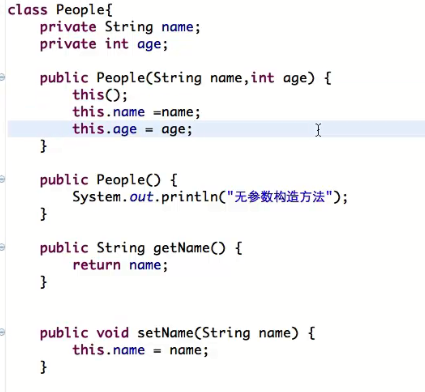 class People{
    private String name;
    private int age;
    public People(String name,int age) {
        this();
        this.name =name;
        this.age = age;
    }
    public People() {
        System.out.println("无参数构造方法");
    }
    public String getName() {
        return name;
    }
    public void setName(String name) {
        this.name = name;
    }